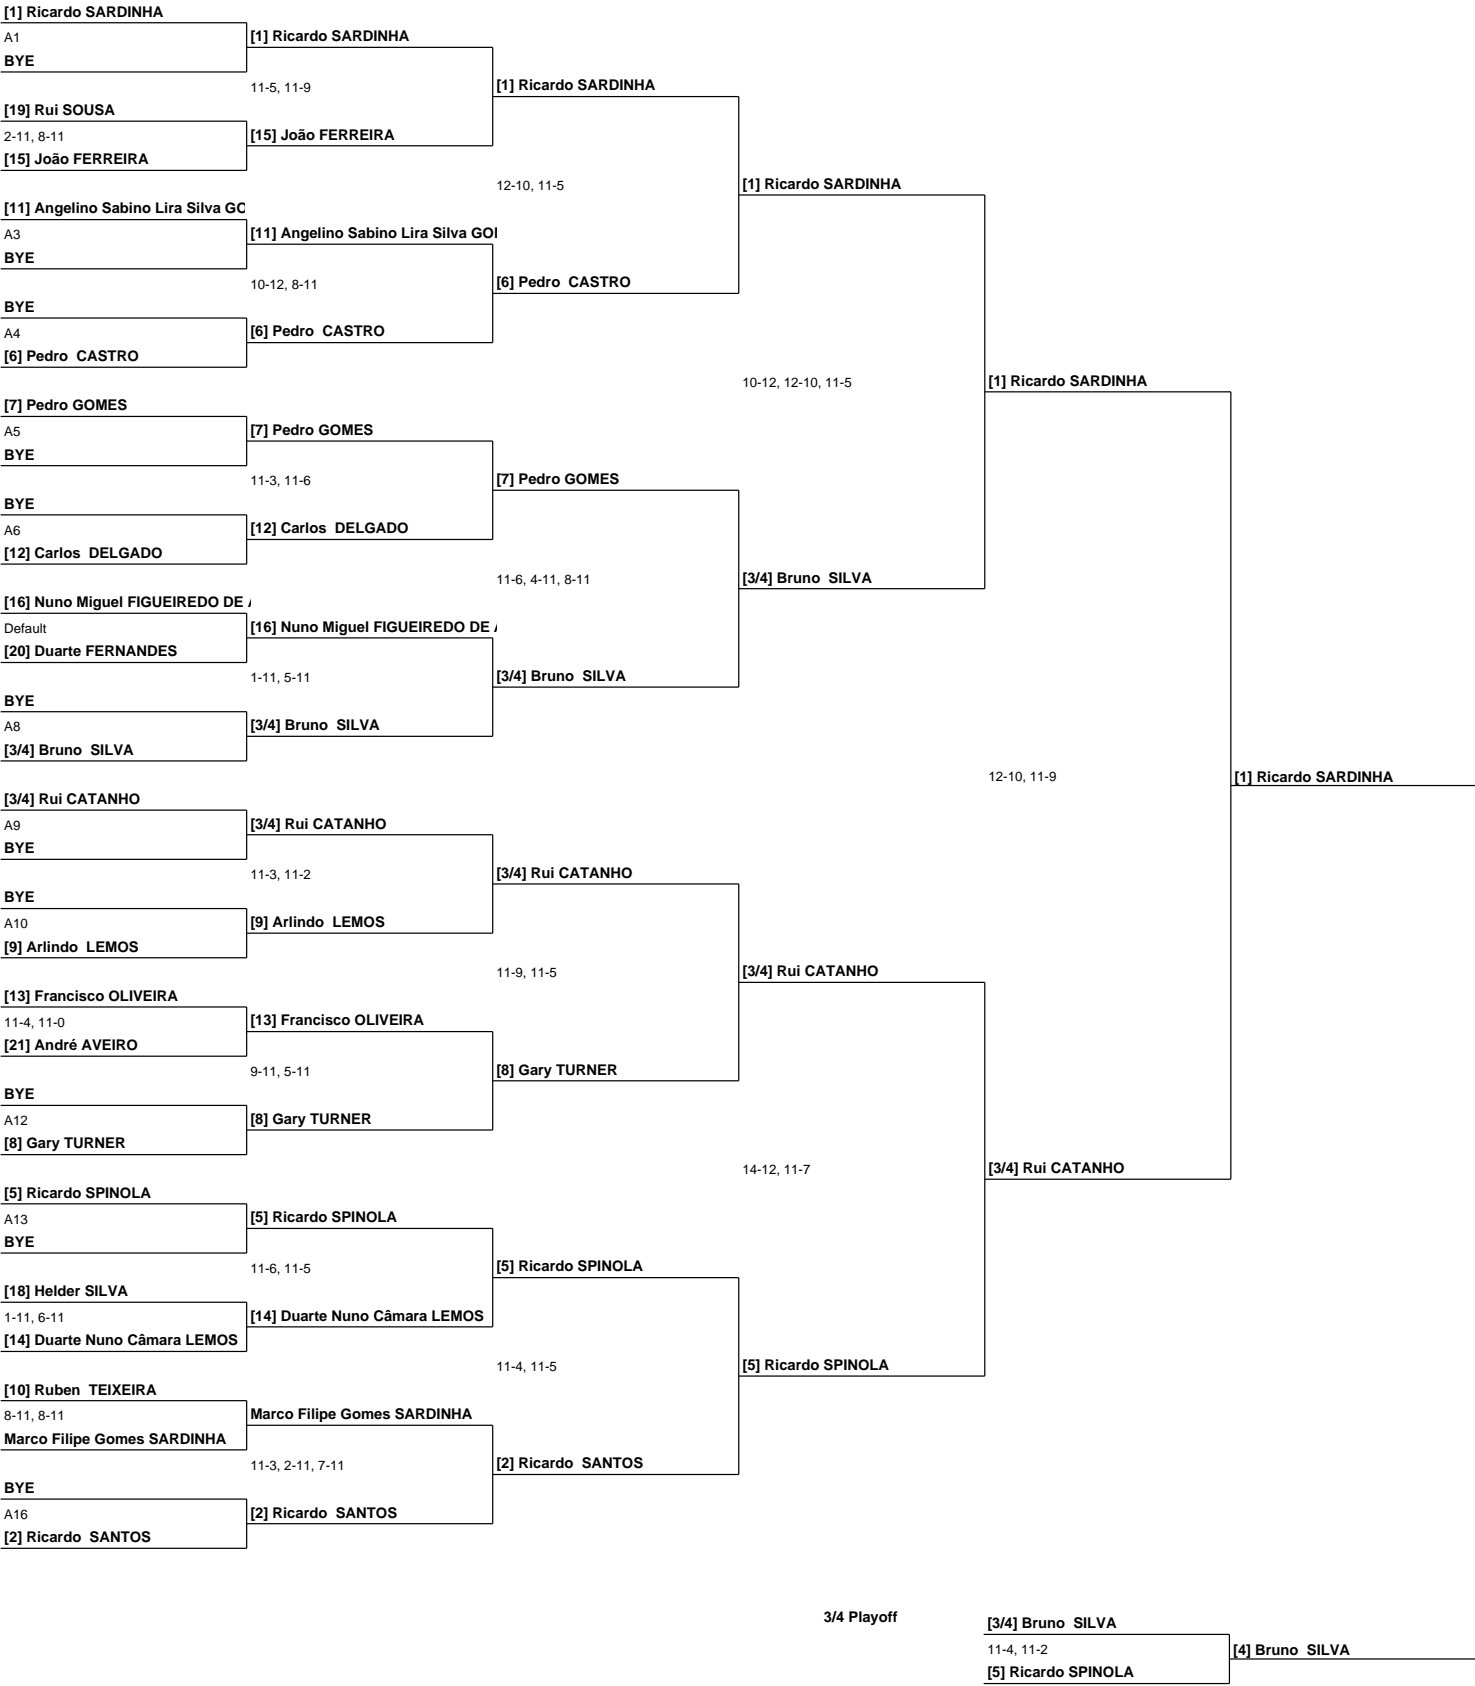 [1] Ricardo SARDINHA
A1
BYE
[19] Rui SOUSA
2-11, 8-11
[15] João FERREIRA
[11] Angelino Sabino Lira Silva GO
A3
BYE
BYE
A4
[6] Pedro CASTRO
[7] Pedro GOMES
A5
BYE
BYE
A6
[12] Carlos DELGADO
[16] Nuno Miguel FIGUEIREDO DE
Default
[20] Duarte FERNANDES
BYE
A8
[3/4] Bruno SILVA
[3/4] Rui CATANHO
A9
BYE
BYE
A10
[9] Arlindo LEMOS
[13] Francisco OLIVEIRA
11-4, 11-0
[21] André AVEIRO
BYE
A12
[8] Gary TURNER
[5] Ricardo SPINOLA
A13
BYE
[18] Helder SILVA
1-11, 6-11
[14] Duarte Nuno Câmara LEMOS
[10] Ruben TEIXEIRA
8-11, 8-11
Marco Filipe Gomes SARDINHA
BYE
A16
[2] Ricardo SANTOS
[1] Ricardo SARDINHA
11-5, 11-9
[15] João FERREIRA
[11] Angelino Sabino Lira Silva GO
10-12, 8-11
[6] Pedro CASTRO
[7] Pedro GOMES
11-3, 11-6
[12] Carlos DELGADO
[16] Nuno Miguel FIGUEIREDO DE
1-11, 5-11
[3/4] Bruno SILVA
[3/4] Rui CATANHO
11-3, 11-2
[9] Arlindo LEMOS
[13] Francisco OLIVEIRA
9-11, 5-11
[8] Gary TURNER
[5] Ricardo SPINOLA
11-6, 11-5
[14] Duarte Nuno Câmara LEMOS
Marco Filipe Gomes SARDINHA
11-3, 2-11, 7-11
[2] Ricardo SANTOS
[1] Ricardo SARDINHA
12-10, 11-5
[6] Pedro CASTRO
[7] Pedro GOMES
11-6, 4-11, 8-11
[3/4] Bruno SILVA
[3/4] Rui CATANHO
11-9, 11-5
[8] Gary TURNER
[5] Ricardo SPINOLA
11-4, 11-5
[2] Ricardo SANTOS
[1] Ricardo SARDINHA
10-12, 12-10, 11-5
[3/4] Bruno SILVA
[3/4] Rui CATANHO
14-12, 11-7
[5] Ricardo SPINOLA
[1] Ricardo SARDINHA
12-10, 11-9
[3/4] Rui CATANHO
[1] Ricardo SARDINHA
3/4 Playoff
[3/4] Bruno SILVA
11-4, 11-2
[5] Ricardo SPINOLA
[4] Bruno SILVA